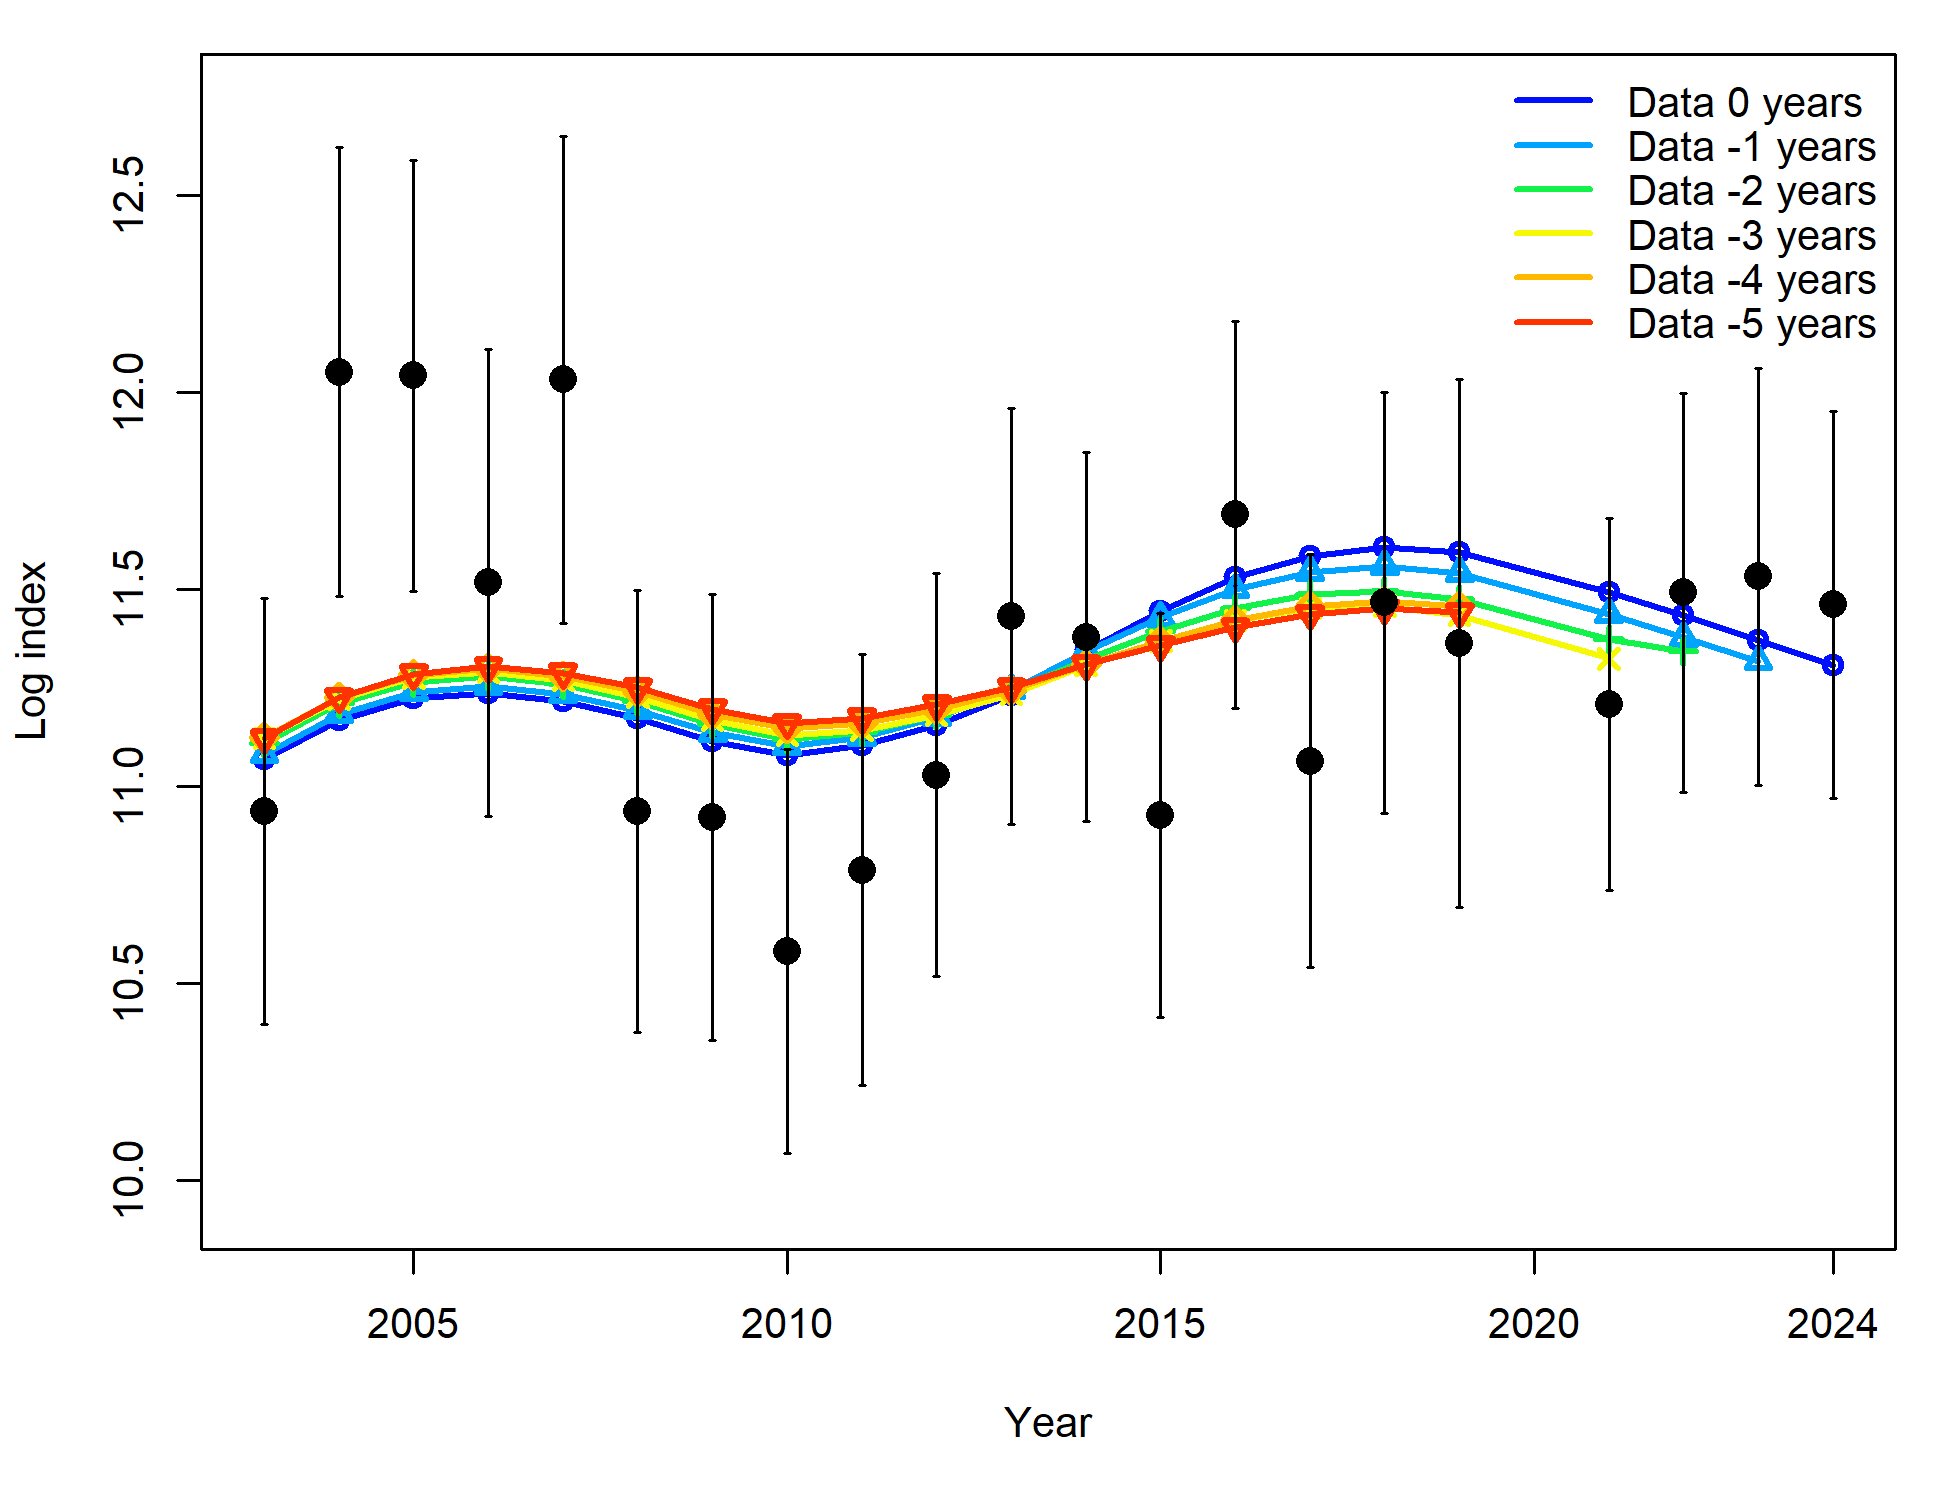 Data 0 years
Data -1 years
Data -2 years
Data -3 years
Data -4 years
Data -5 years
12.5
12.0
11.5
11.0
10.5
10.0
Log index
2005
2010
2015
2020
2024
Year